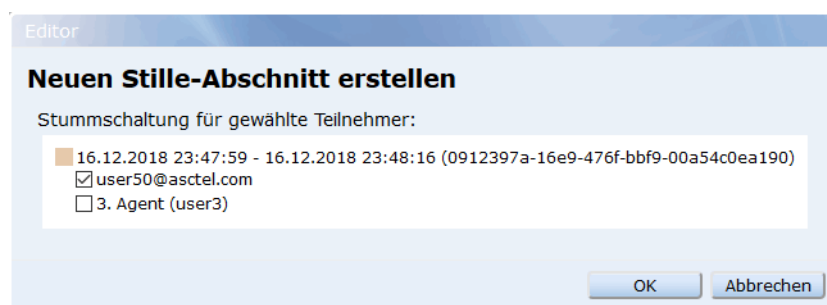 Editor
Neuen Stille-Abschnitt erstellen
Stummschaltung für gewählte Teilnehmer:
16.12.2018 23:47:59 - 16.12.2018 23:48:16 (0912397a-16e9-476f-bbf9-00a54c0ea190)
user50@asctel.com
3. Agent (user3)
OK Abbrechen